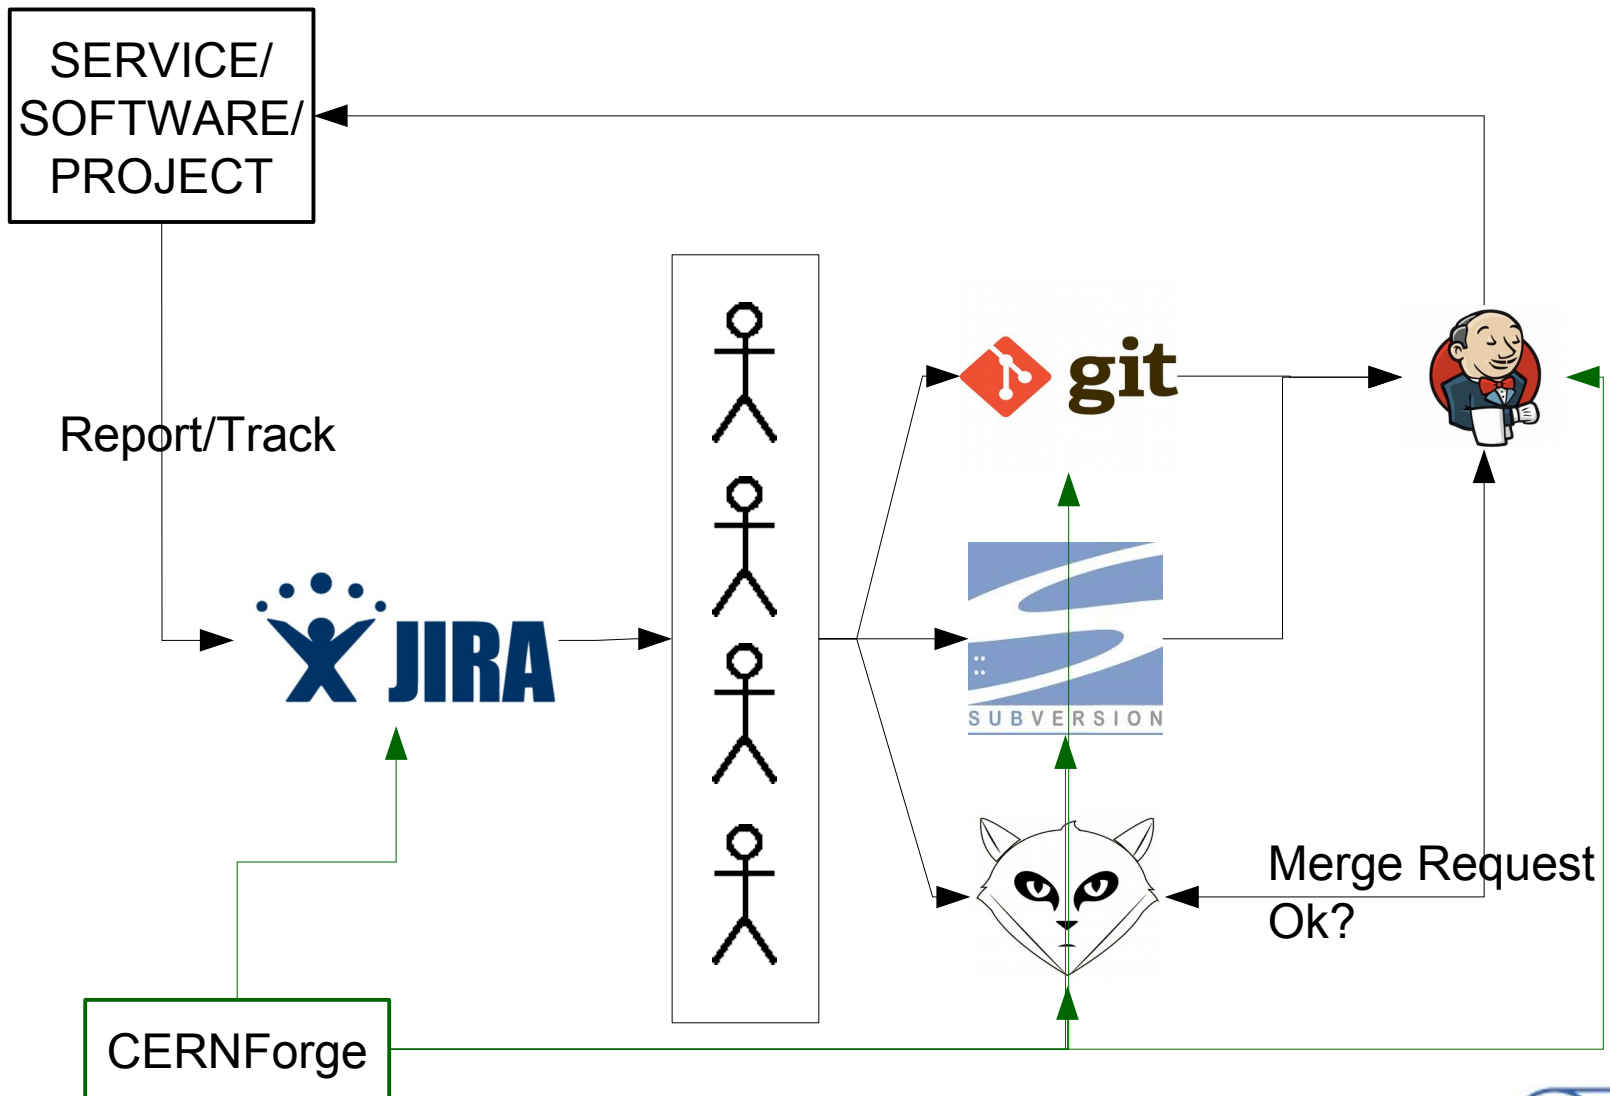 SERVICE/
SOFTWARE/
PROJECT
Report/Track
JIRA
git
SUBVERSION
Merge Request
Ok?
CERNForge